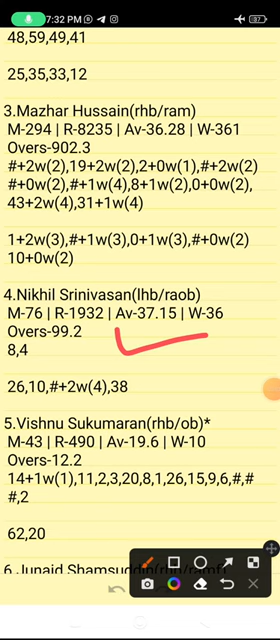 7:32 PM
37
48,59,49,41
25,35,33,12
3.Mazhar Hussain(rhb/ram)
M-294 | R-8235 | Av-36.28 | W-361
Overs-902.3
#+2w(2),19+2w(2),2+0w(1),#+2w(2)
#+0w(2),#+1w(4),8+1w(2),0+0w(2),
43+2w(4),31+1w(4)
1+2w(3),#+1w(3),0+1w(3),#+0w(2)
10+0w(2)
4.Nikhil Srinivasan(lhb/raob)
M-76 | R-1932 | Av-37.15 | W-36
Overs-99.2
8,4
26,10,#+2w(4),38
5.Vishnu Sukumaran(rhb/ob)*
M-43 | R-490 | Av-19.6 | W-10
Overs-12.2
14+1w(1),11,2,3,20,8,1,26,15,9,6,#,#
#,2
62,20
6.Junaid Shamsuddin(rhb/ramf)